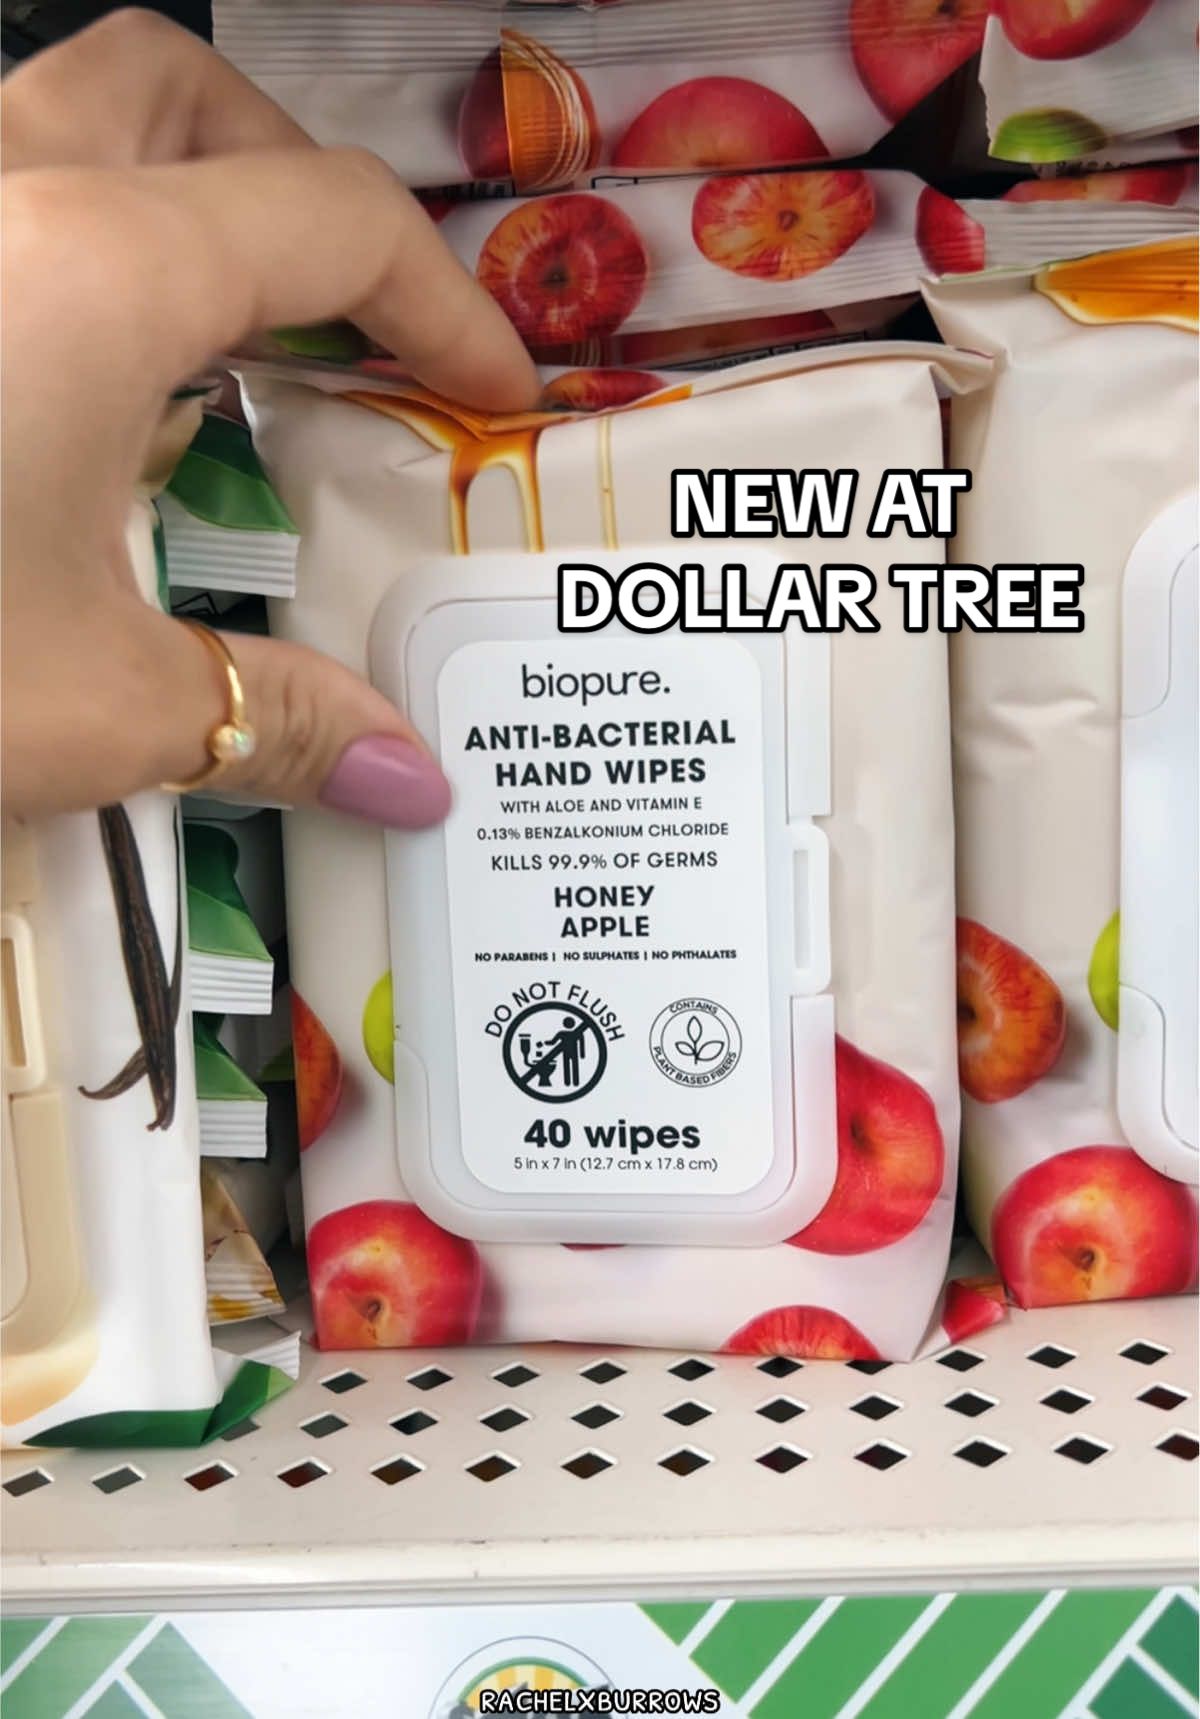 NEW AT
DOLLAR TREE
biopure.
ANTI-BACTERIAL
HAND WIPES
WITH ALOE AND VITAMIN E
0.13% BENZALKONIUM CHLORIDE
KILLS 99.9% OF GERMS
HONEY
APPLE
NO PARABENS | NO SULPHATES | NO PHTHALATES
DO NOT FLUSH
CONTAINS
PLANT BASED FIBERS
40 wipes
5 in x 7 in (12.7 cm x 17.8 cm)
RACHELXBURROWS